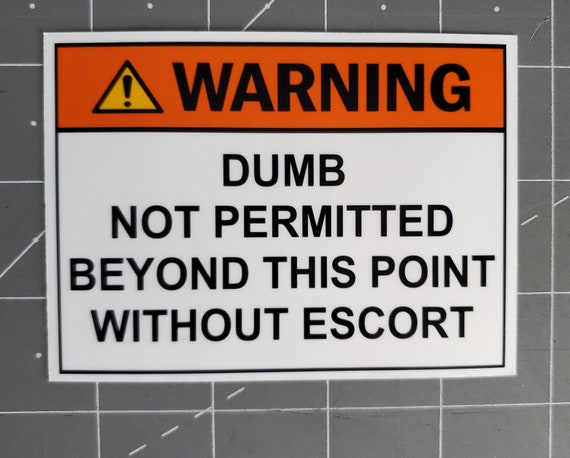 WARNING
DUMB
NOT PERMITTED
BEYOND THIS POINT
WITHOUT ESCORT